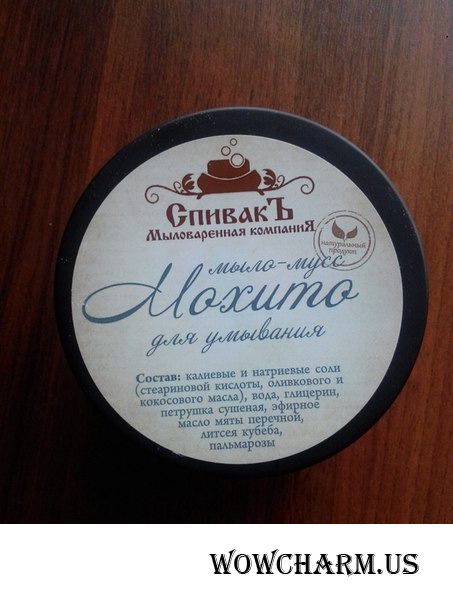 СпивакЪ
Мыловаренная компаниЯ
натуральный
продукт
мыло-мусс
Мохито
для умывания
Состав: калиевые и натриевые соли
(стеариновой кислоты, оливкового и
кокосового масла), вода, глицерин,
петрушка сушеная, эфирное
масло мяты перечной,
литсея кубеба,
пальмарозы
WOWCHARM.US